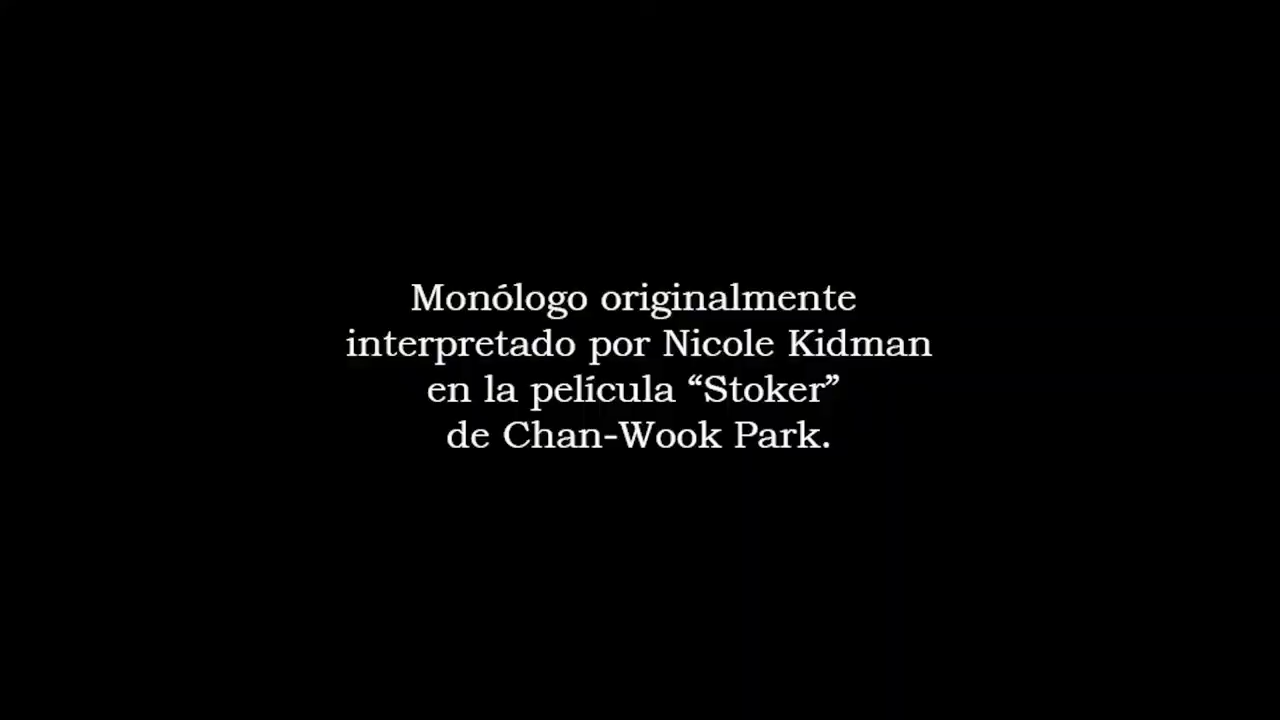 Monólogo originalmente
interpretado por Nicole Kidman
en la película “Stoker”
de Chan-Wook Park.